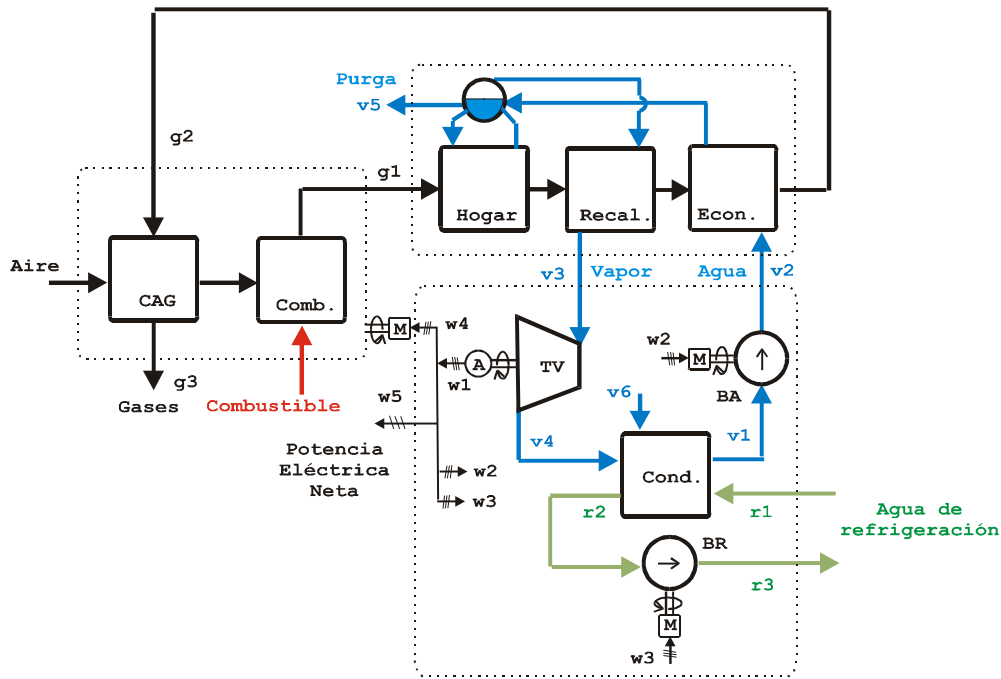 Purga
v5
g2
g1
Hogar
Recal.
Econ.
Aire
CAG
Comb.
v3
Vapor
Agua
v2
M
w4
w2
M
A
TV
w1
BA
g3
w5
v6
Gases
Combustible
v4
v1
Potencia
Eléctrica
Neta
w2
w3
Cond.
r2
r1
Agua de
refrigeración
BR
r3
M
w3